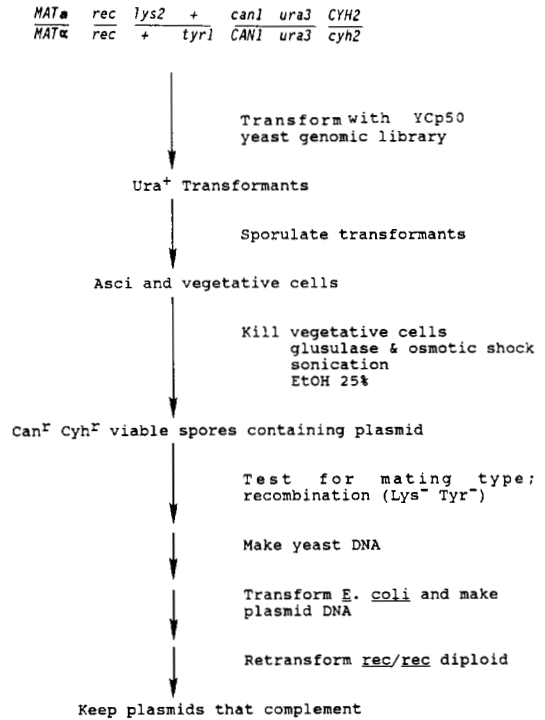 MATa rec lys2 + can1 ura3 CYH2
MATα rec + tyr1 CAN1 ura3 cyh2
Transform with YCp50
yeast genomic library
Ura+ Transformants
Sporulate transformants
Asci and vegetative cells
Kill vegetative cells
glusulase & osmotic shock
sonication
EtOH 25%
Canr Cyhr viable spores containing plasmid
Test for mating type;
recombination (Lys- Tyr-)
Make yeast DNA
Transform E. coli and make
plasmid DNA
Retransform rec/rec diploid
Keep plasmids that complement